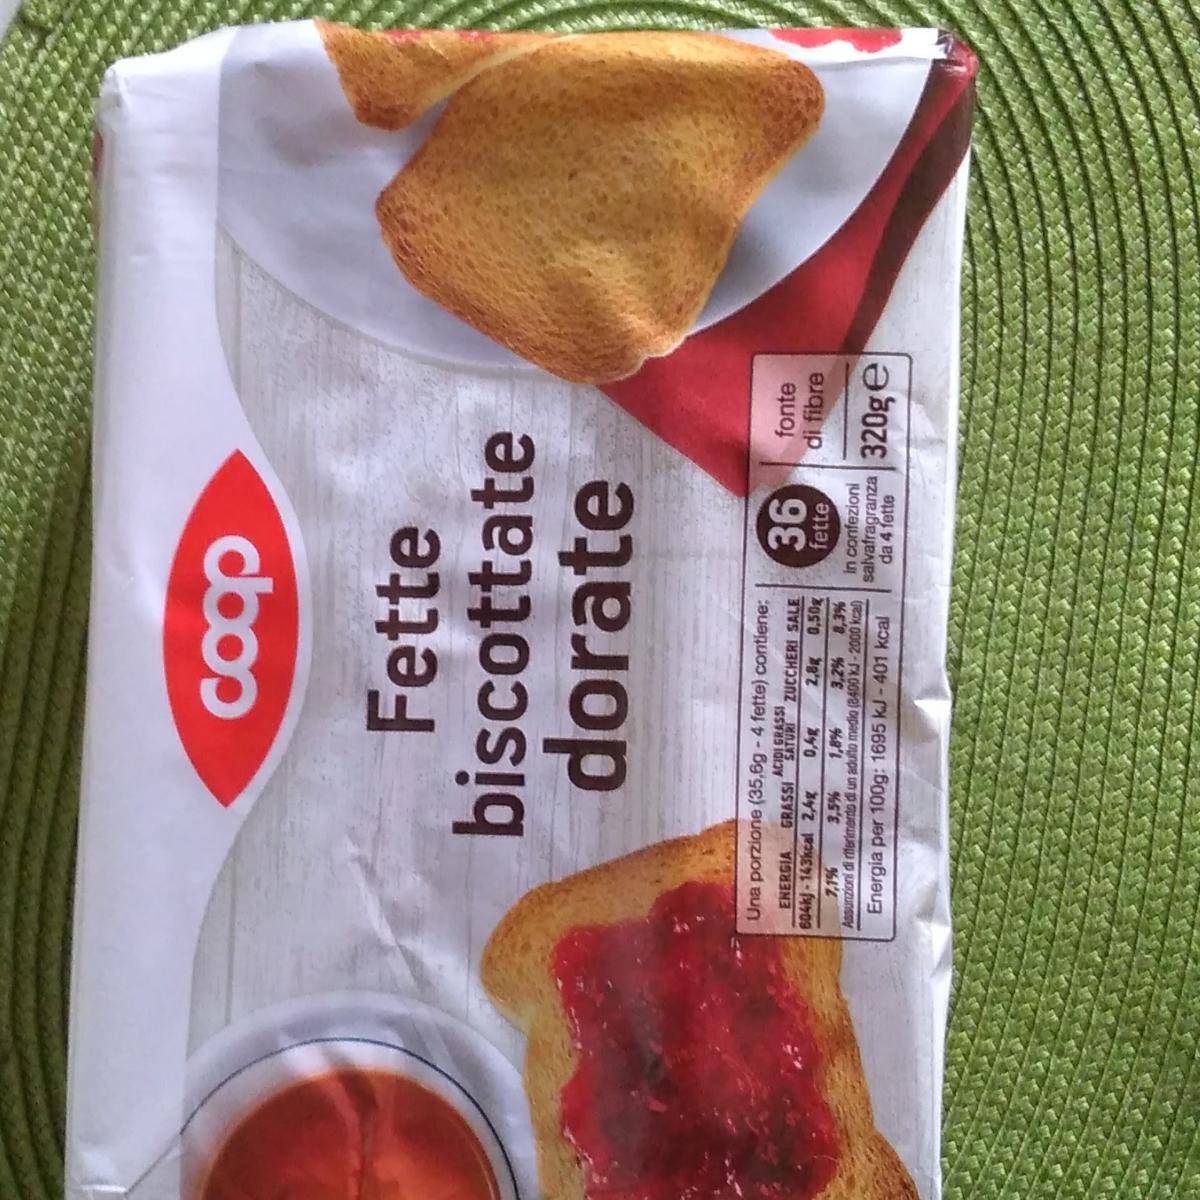 coop
Fette
biscottate
dorate
Una porzione (35,6g - 4 fette) contiene:
ENERGIA GRASSI ACIDI GRASSI SATURI ZUCCHERI SALE
604kJ - 143kcal 2,4g 0,4g 2,8g 0,50g
7,1% 3,5% 1,8% 3,2% 8,3%
Assunzioni di riferimento di un adulto medio (8400 kJ - 2000 kcal)
Energia per 100g: 1695 kJ - 401 kcal
36
fette
in confezioni
salvafragranza
da 4 fette
fonte
di fibre
320g e